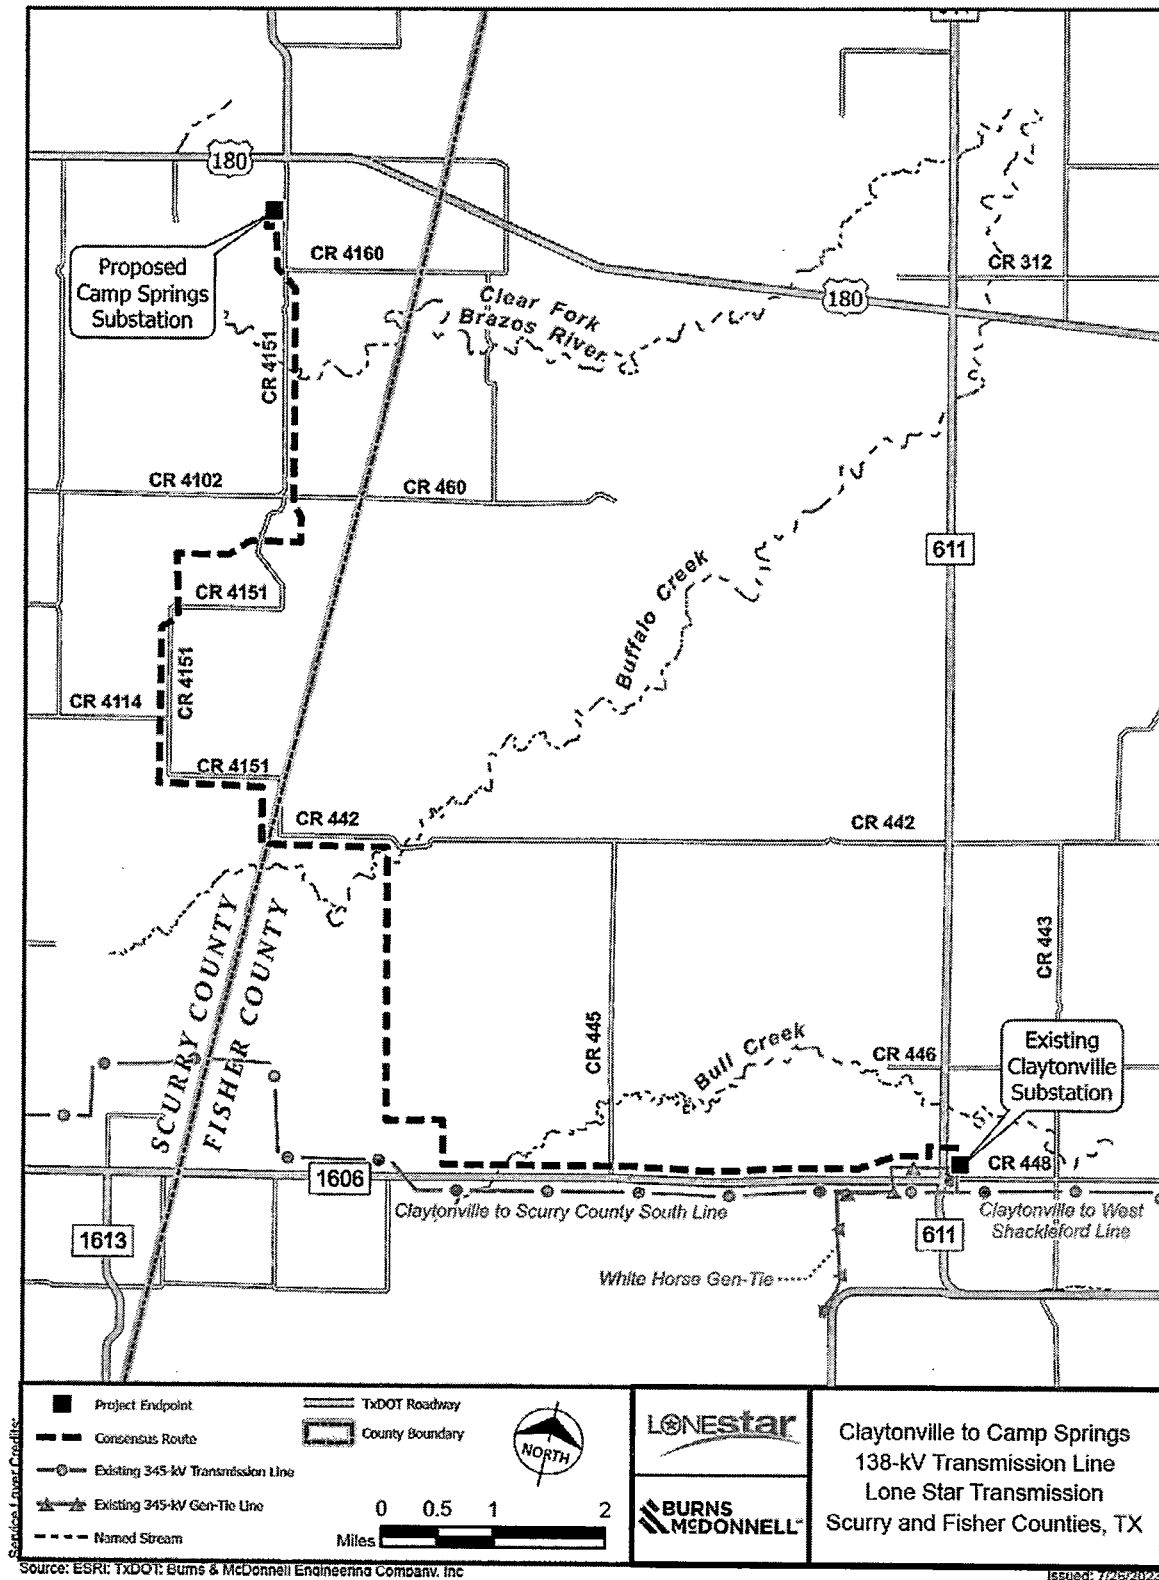 180
Proposed
Camp Springs
Substation
CR 4160
CR 312
Clear Fork
Brazos River
180
CR 4151
CR 4102
CR 460
611
Buffalo Creek
CR 4151
CR 4151
CR 4114
CR 4151
CR 442
CR 442
SCURRY COUNTY
FISHER COUNTY
CR 443
CR 445
Bull Creek
CR 446
Existing
Claytonville
Substation
CR 448
1606
Claytonville to Scurry County South Line
Claytonville to West
Shackleford Line
1613
611
White Horse Gen-Tie
Project Endpoint
Consensus Route
Existing 345-kV Transmission Line
Existing 345-kV Gen-Tie Line
Named Stream
TxDOT Roadway
County Boundary
NORTH
0 0.5 1 2
Miles
LONEstar
BURNS
McDONNELL
Claytonville to Camp Springs
138-kV Transmission Line
Lone Star Transmission
Scurry and Fisher Counties, TX
Service Layer Credits:
Source: ESRI; TxDOT; Burns & McDonnell Engineering Company, Inc